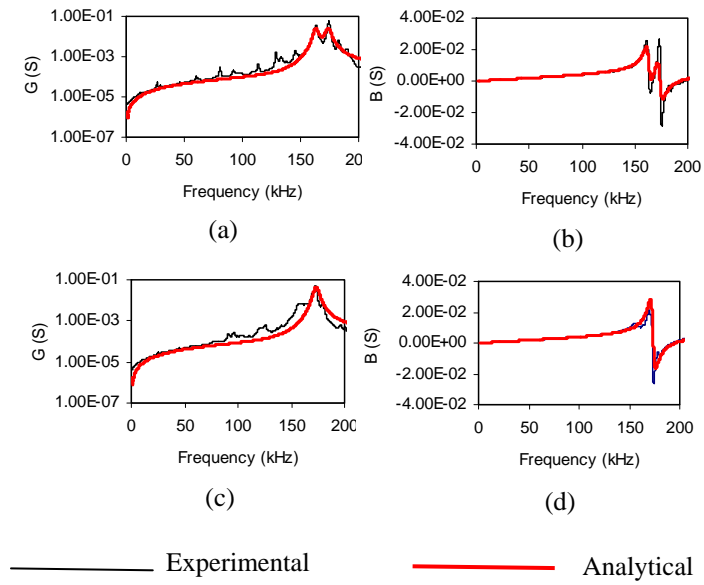 1.00E-01
1.00E-03
1.00E-05
1.00E-07
G (S)
0 50 100 150 200
Frequency (kHz)
(a)
4.00E-02
2.00E-02
0.00E+00
-2.00E-02
-4.00E-02
B (S)
0 50 100 150 200
Frequency (kHz)
(b)
1.00E-01
1.00E-03
1.00E-05
1.00E-07
G (S)
0 50 100 150 200
Frequency (kHz)
(c)
4.00E-02
2.00E-02
0.00E+00
-2.00E-02
-4.00E-02
B (S)
0 50 100 150 200
Frequency (kHz)
(d)
Experimental
Analytical